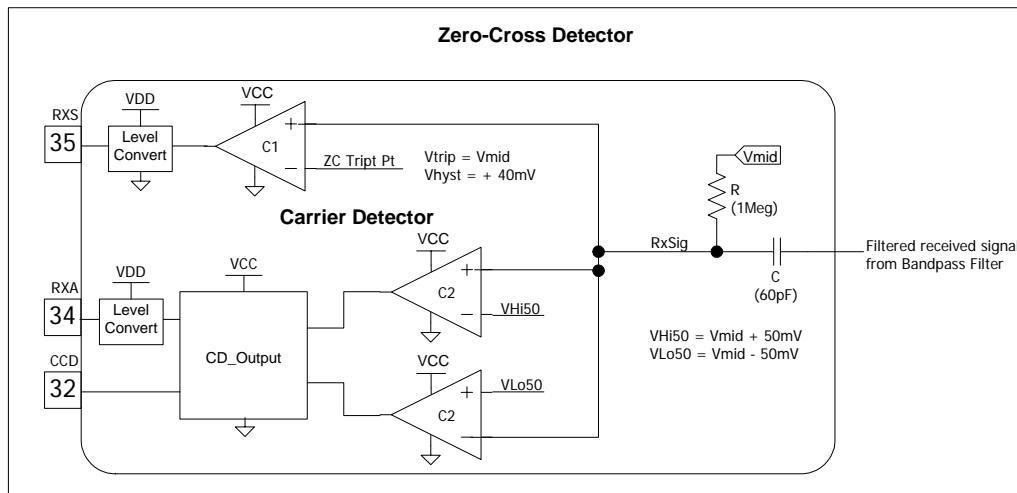 Zero-Cross Detector
RXS
35
VDD
Level
Convert
VCC
C1
+
−
ZC Tript Pt
Vtrip = Vmid
Vhyst = + 40mV
Vmid
R
(1Meg)
Carrier Detector
RxSig
C
(60pF)
Filtered received signal
from Bandpass Filter
RXA
34
VDD
Level
Convert
VCC
CD_Output
CCD
32
VCC
C2
+
−
VHi50
VHi50 = Vmid + 50mV
VLo50 = Vmid - 50mV
VCC
C2
+
−
VLo50